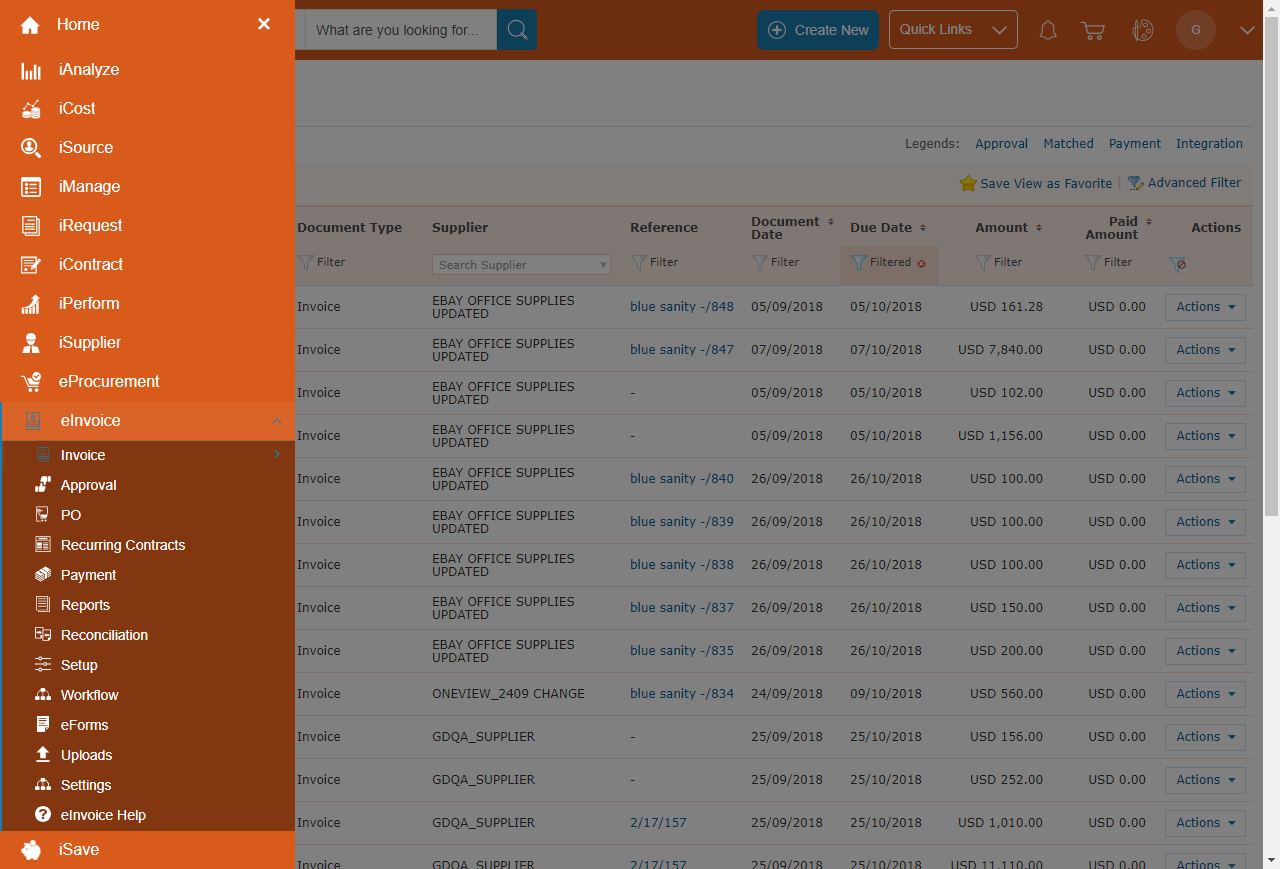 Home
What are you looking for...
Create New
Quick Links
G
iAnalyze
iCost
iSource
iManage
iRequest
iContract
iPerform
iSupplier
eProcurement
eInvoice
Invoice
Approval
PO
Recurring Contracts
Payment
Reports
Reconciliation
Setup
Workflow
eForms
Uploads
Settings
eInvoice Help
iSave
Legends: Approval Matched Payment Integration
Save View as Favorite | Advanced Filter
Document Type Supplier Reference Document Date Due Date Amount Paid Amount Actions
Filter Search Supplier Filter Filter Filtered Filter Filter
Invoice EBAY OFFICE SUPPLIES UPDATED blue sanity -/848 05/09/2018 05/10/2018 USD 161.28 USD 0.00 Actions
Invoice EBAY OFFICE SUPPLIES UPDATED blue sanity -/847 07/09/2018 07/10/2018 USD 7,840.00 USD 0.00 Actions
Invoice EBAY OFFICE SUPPLIES UPDATED - 05/09/2018 05/10/2018 USD 102.00 USD 0.00 Actions
Invoice EBAY OFFICE SUPPLIES UPDATED - 05/09/2018 05/10/2018 USD 1,156.00 USD 0.00 Actions
Invoice EBAY OFFICE SUPPLIES UPDATED blue sanity -/840 26/09/2018 26/10/2018 USD 100.00 USD 0.00 Actions
Invoice EBAY OFFICE SUPPLIES UPDATED blue sanity -/839 26/09/2018 26/10/2018 USD 100.00 USD 0.00 Actions
Invoice EBAY OFFICE SUPPLIES UPDATED blue sanity -/838 26/09/2018 26/10/2018 USD 100.00 USD 0.00 Actions
Invoice EBAY OFFICE SUPPLIES UPDATED blue sanity -/837 26/09/2018 26/10/2018 USD 150.00 USD 0.00 Actions
Invoice EBAY OFFICE SUPPLIES UPDATED blue sanity -/835 26/09/2018 26/10/2018 USD 200.00 USD 0.00 Actions
Invoice ONEVIEW_2409 CHANGE blue sanity -/834 24/09/2018 09/10/2018 USD 560.00 USD 0.00 Actions
Invoice GDQA_SUPPLIER - 25/09/2018 25/10/2018 USD 156.00 USD 0.00 Actions
Invoice GDQA_SUPPLIER - 25/09/2018 25/10/2018 USD 252.00 USD 0.00 Actions
Invoice GDQA_SUPPLIER 2/17/157 25/09/2018 25/10/2018 USD 1,010.00 USD 0.00 Actions
Invoice GDQA_SUPPLIER 2/17/157 25/09/2018 25/10/2018 USD 11,110.00 USD 0.00 Actions